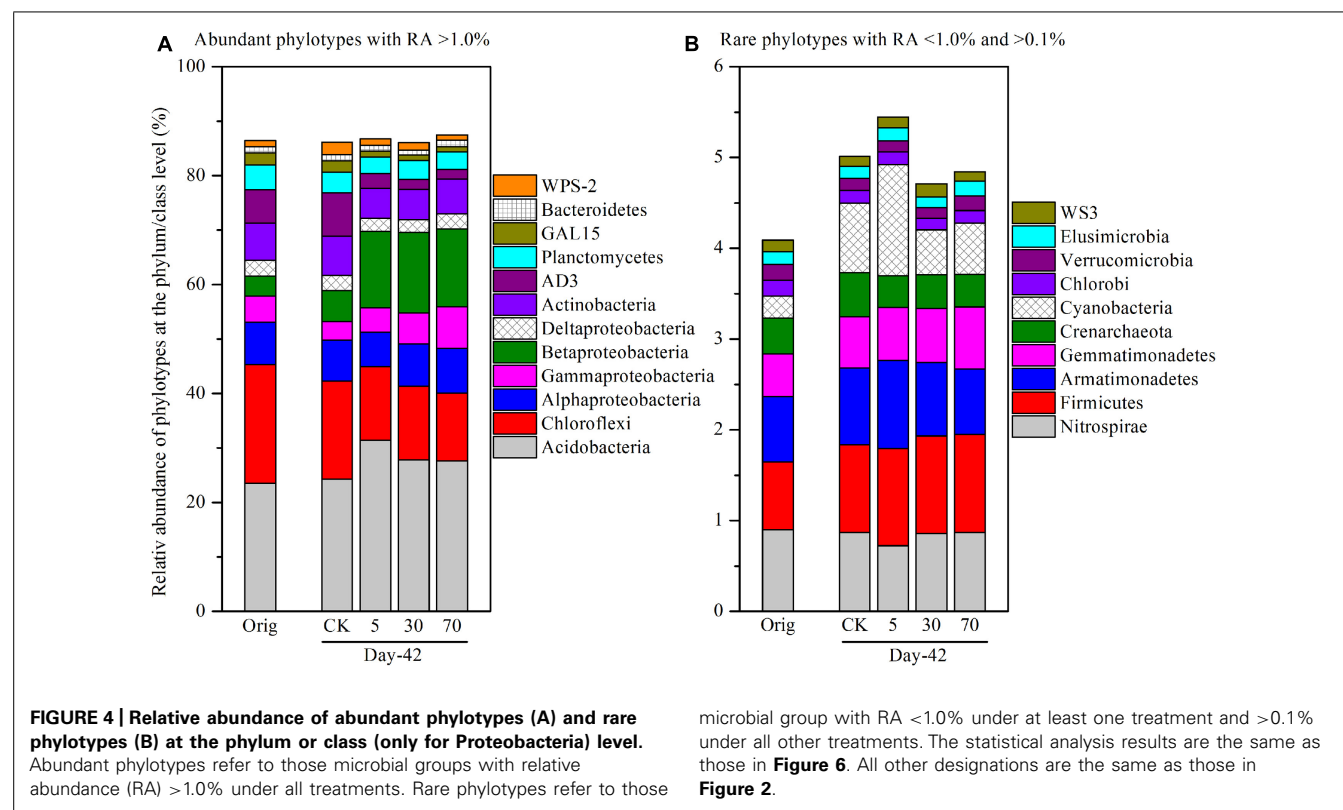 A Abundant phylotypes with RA >1.0%
Relativ abundance of phylotypes at the phylum/class level (%)
100
80
60
40
20
0
WPS-2
Bacteroidetes
GAL15
Planctomycetes
AD3
Actinobacteria
Deltaproteobacteria
Betaproteobacteria
Gammaproteobacteria
Alphaproteobacteria
Chloroflexi
Acidobacteria
Orig CK 5 30 70
Day-42
B Rare phylotypes with RA <1.0% and >0.1%
6
5
4
3
2
1
0
WS3
Elusimicrobia
Verrucomicrobia
Chlorobi
Cyanobacteria
Crenarchaeota
Gemmatimonadetes
Armatimonadetes
Firmicutes
Nitrospirae
Orig CK 5 30 70
Day-42
FIGURE 4 | Relative abundance of abundant phylotypes (A) and rare
phylotypes (B) at the phylum or class (only for Proteobacteria) level.
Abundant phylotypes refer to those microbial groups with relative
abundance (RA) >1.0% under all treatments. Rare phylotypes refer to those
microbial group with RA <1.0% under at least one treatment and >0.1%
under all other treatments. The statistical analysis results are the same as
those in Figure 6. All other designations are the same as those in
Figure 2.